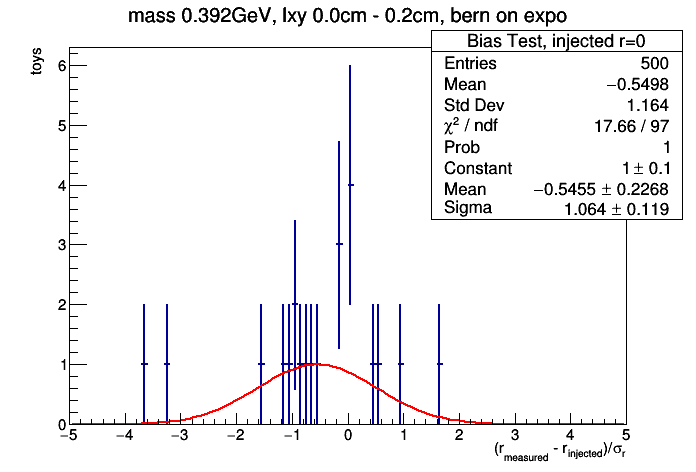 mass 0.392GeV, lxy 0.0cm - 0.2cm, bern on expo
Bias Test, injected r=0
Entries 500
Mean −0.5498
Std Dev 1.164
χ² / ndf 17.66 / 97
Prob 1
Constant 1 ± 0.1
Mean −0.5455 ± 0.2268
Sigma 1.064 ± 0.119
toys
6
5
4
3
2
1
0
−5 −4 −3 −2 −1 0 1 2 3 4 5
(r_measured - r_injected)/σ_r